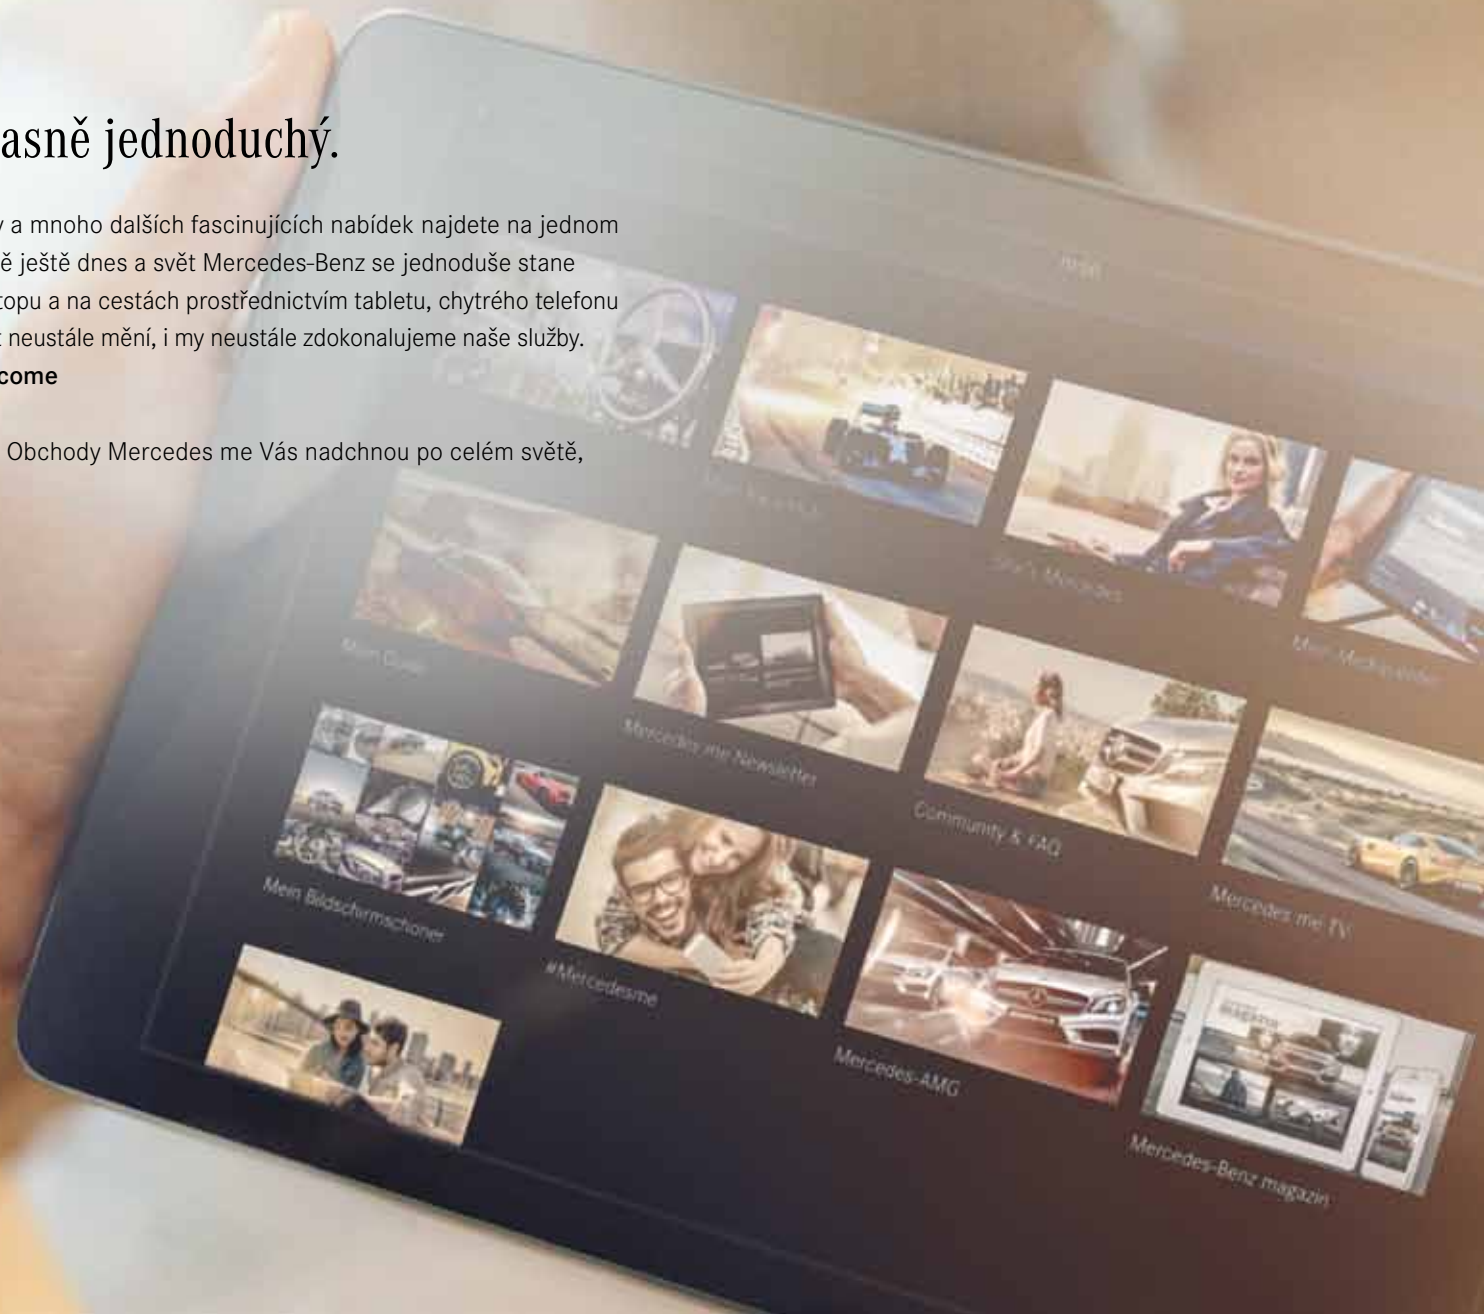 asně jednoduchý.
y a mnoho dalších fascinujících nabídek najdete na jednom
ě ještě dnes a svět Mercedes-Benz se jednoduše stane
topu a na cestách prostřednictvím tabletu, chytrého telefonu
neustále mění, i my neustále zdokonalujeme naše služby.
come
Obchody Mercedes me Vás nadchnou po celém světě,
Mercedes
Mein
Mercedes me Newsletter
Community & FAQ
Mercedes me TV
Mein Bildschirmschoner
#Mercedesme
Mercedes-AMG
Mercedes-Benz magazin